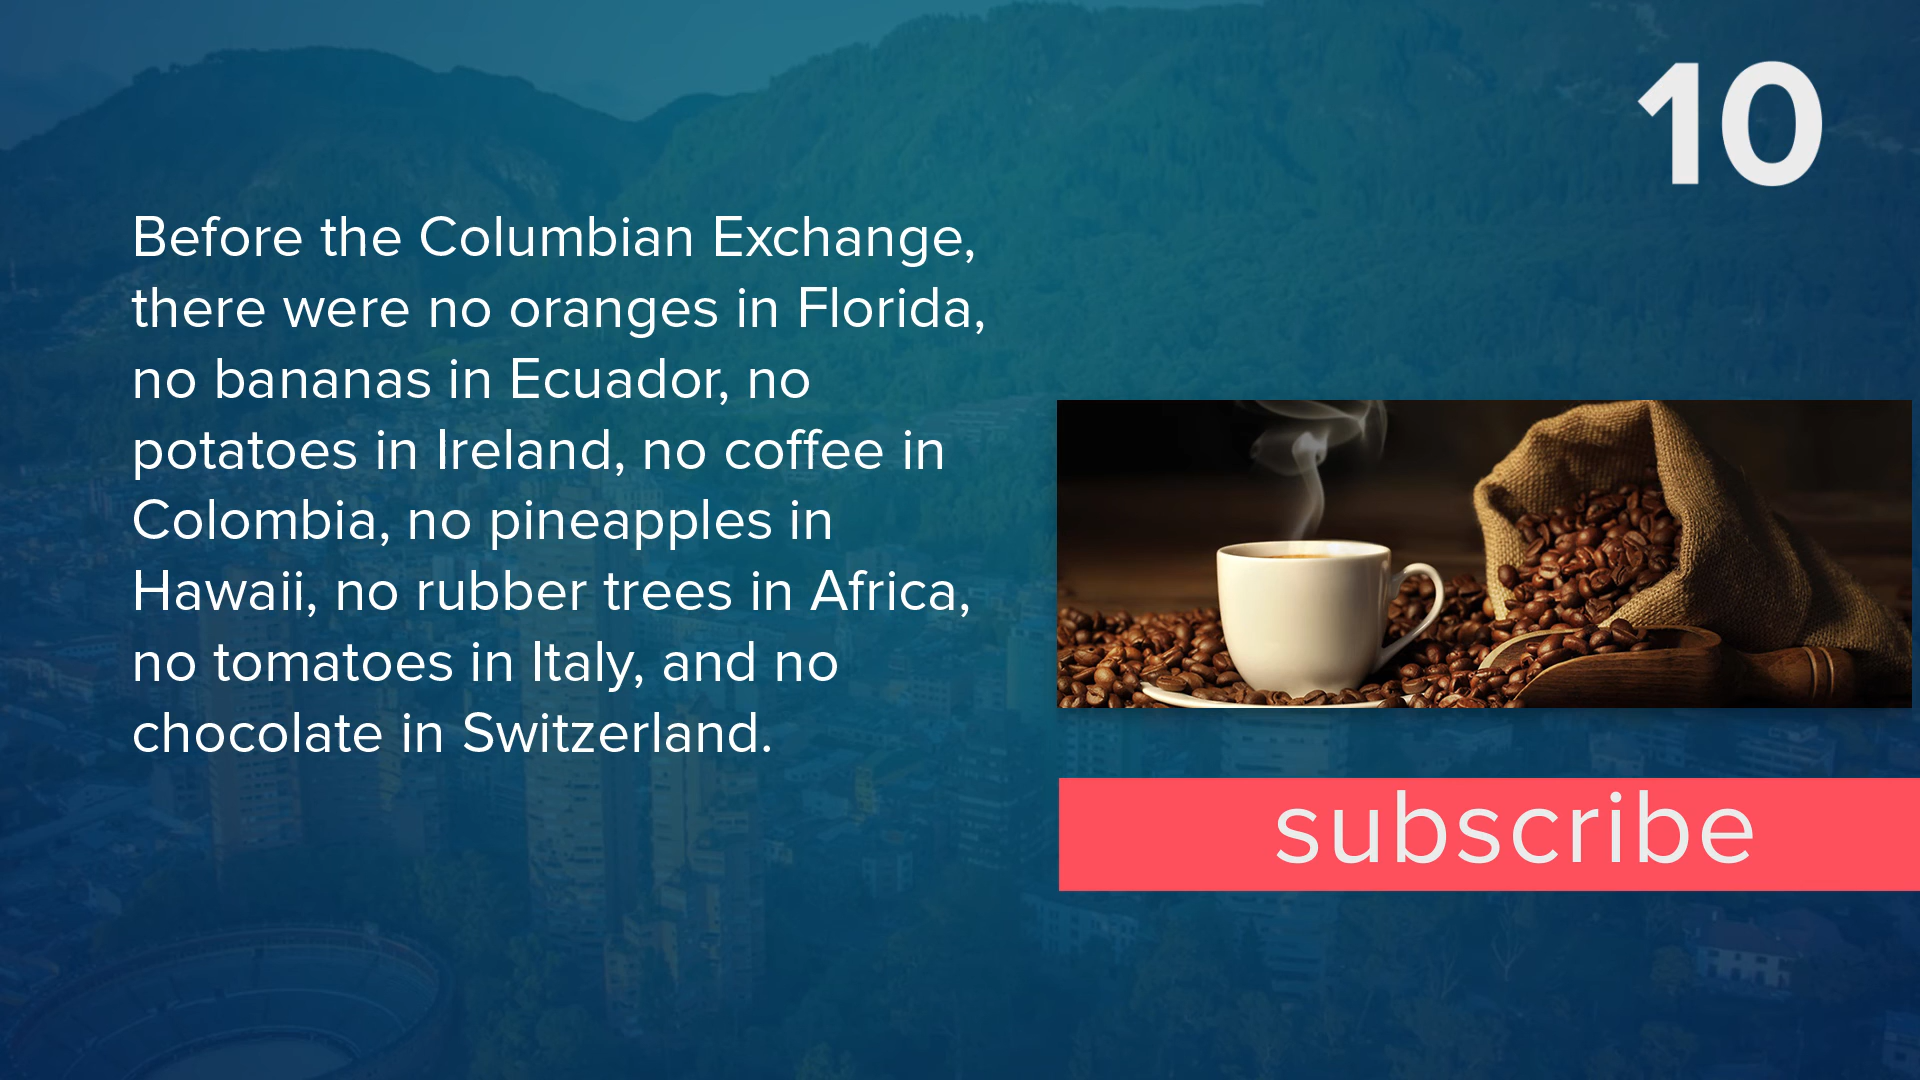 10
Before the Columbian Exchange,
there were no oranges in Florida,
no bananas in Ecuador, no
potatoes in Ireland, no coffee in
Colombia, no pineapples in
Hawaii, no rubber trees in Africa,
no tomatoes in Italy, and no
chocolate in Switzerland.
subscribe